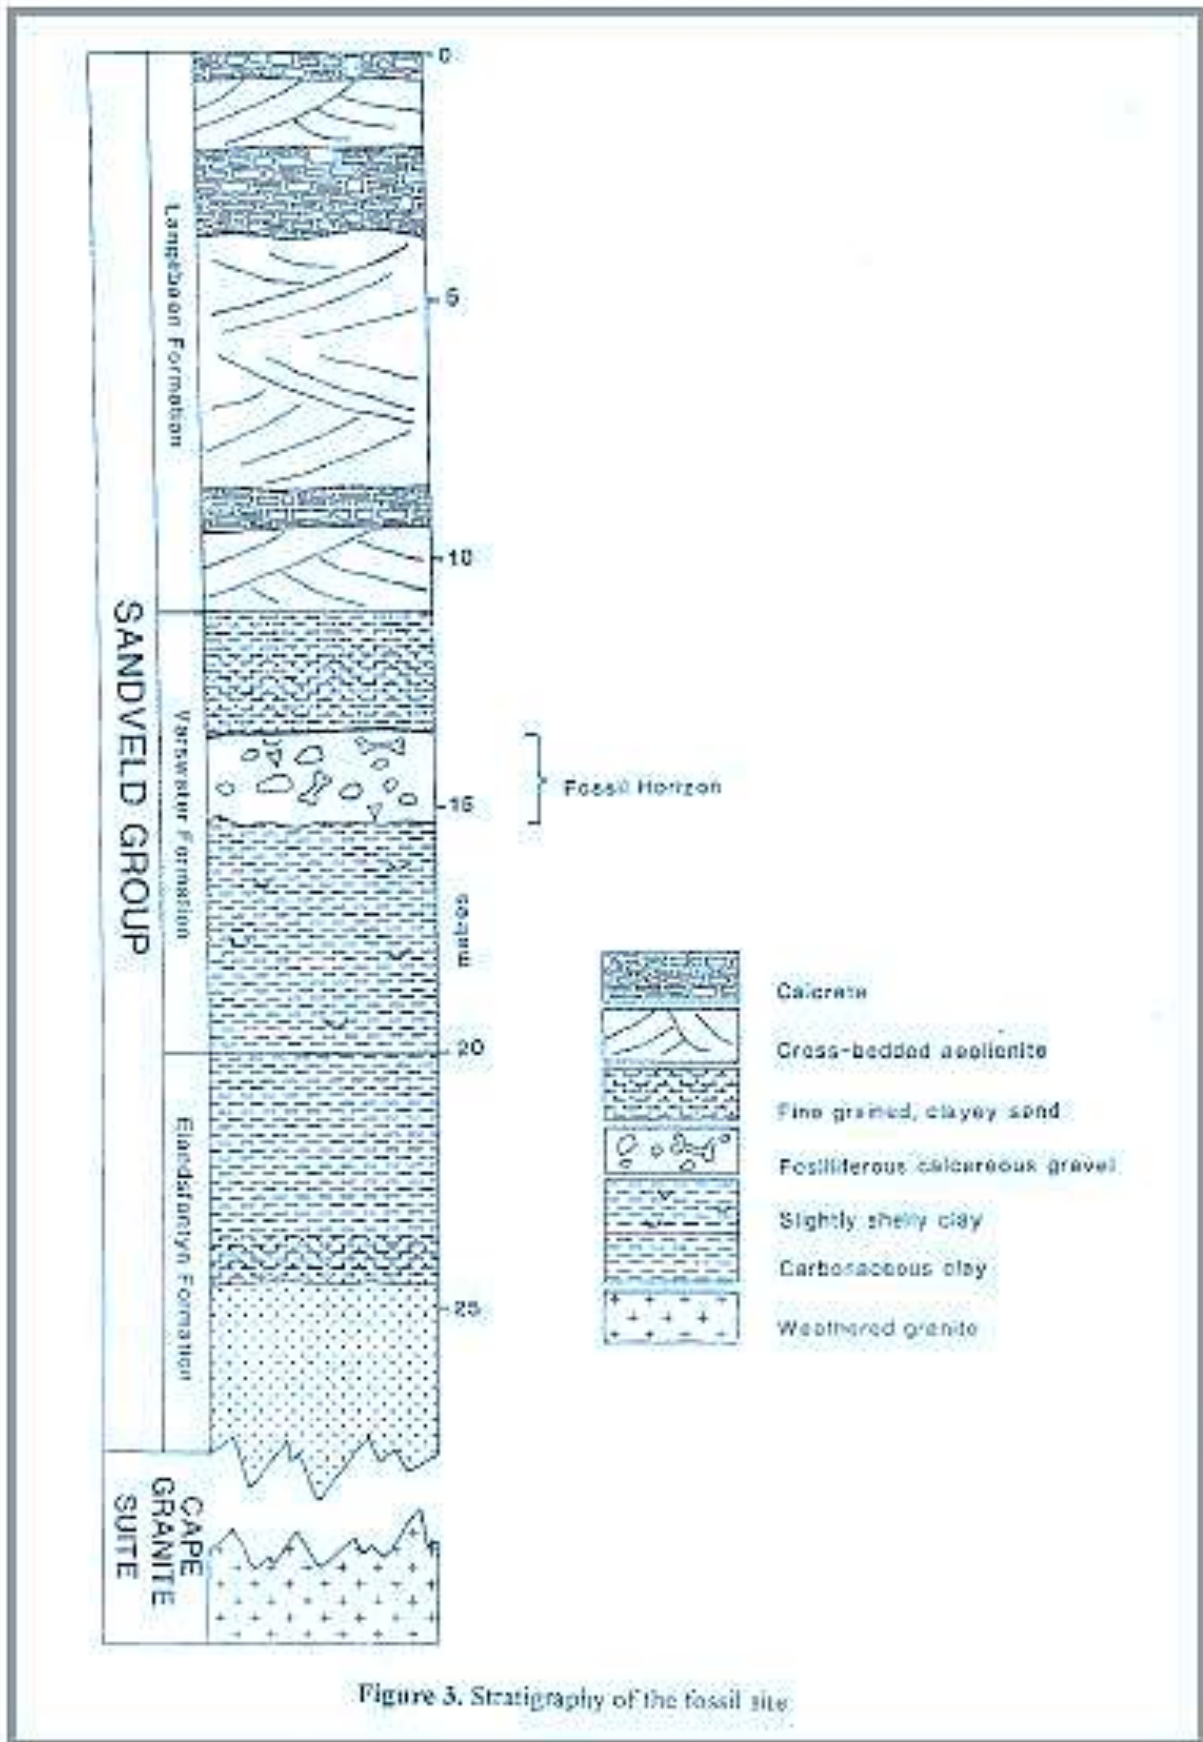 0
5
10
15
20
25
metres
SANDVELD GROUP
Langebaan Formation
Varswater Formation
Elandsfontyn Formation
CAPE
GRANITE
SUITE
Fossil Horizon
Calcrete
Cross-bedded aeolianite
Fine grained, clayey sand
Fossiliferous calcareous gravel
Slightly shelly clay
Carbonaceous clay
Weathered granite
Figure 3. Stratigraphy of the fossil site